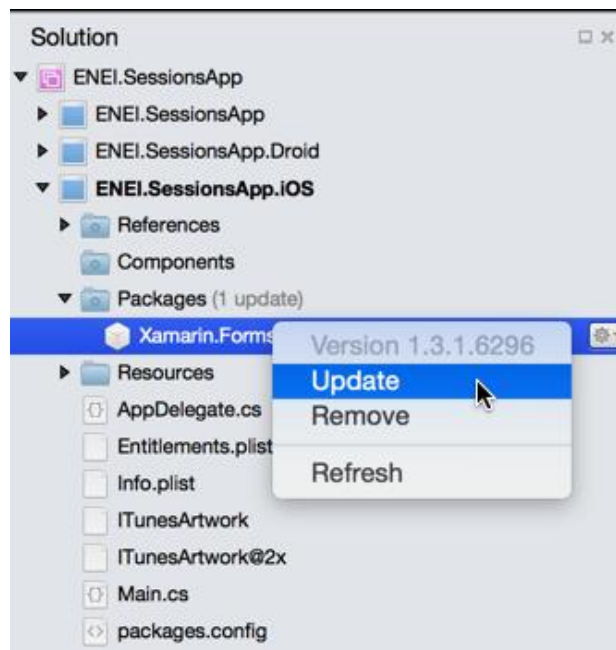 Solution
ENEI.SessionsApp
ENEI.SessionsApp
ENEI.SessionsApp.Droid
ENEI.SessionsApp.iOS
References
Components
Packages (1 update)
Xamarin.Forms
Version 1.3.1.6296
Update
Remove
Refresh
Resources
AppDelegate.cs
Entitlements.plist
Info.plist
ITunesArtwork
ITunesArtwork@2x
Main.cs
packages.config